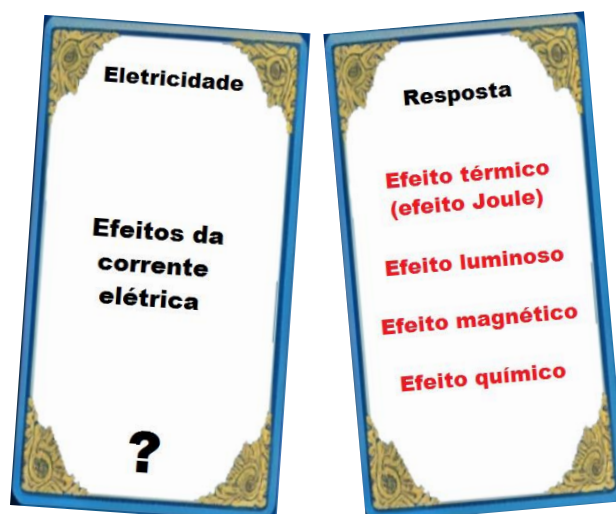 Eletricidade
Efeitos da
corrente
elétrica
?
Resposta
Efeito térmico
(efeito Joule)
Efeito luminoso
Efeito magnético
Efeito químico